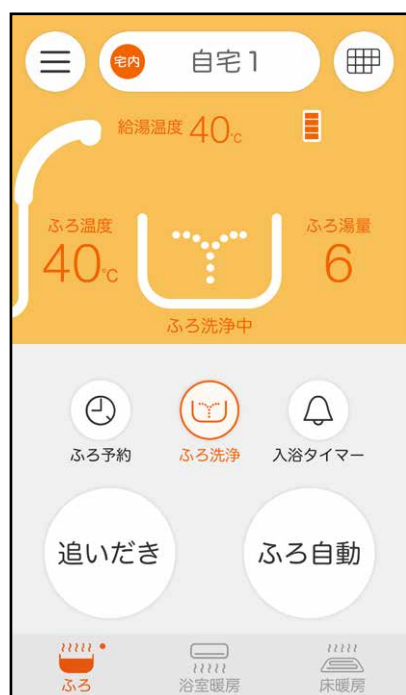 宅内 自宅1
給湯温度 40℃
ふろ温度 ふろ湯量
40℃ 6
ふろ洗浄中
ふろ予約 ふろ洗浄 入浴タイマー
追いだき ふろ自動
ふろ 浴室暖房 床暖房